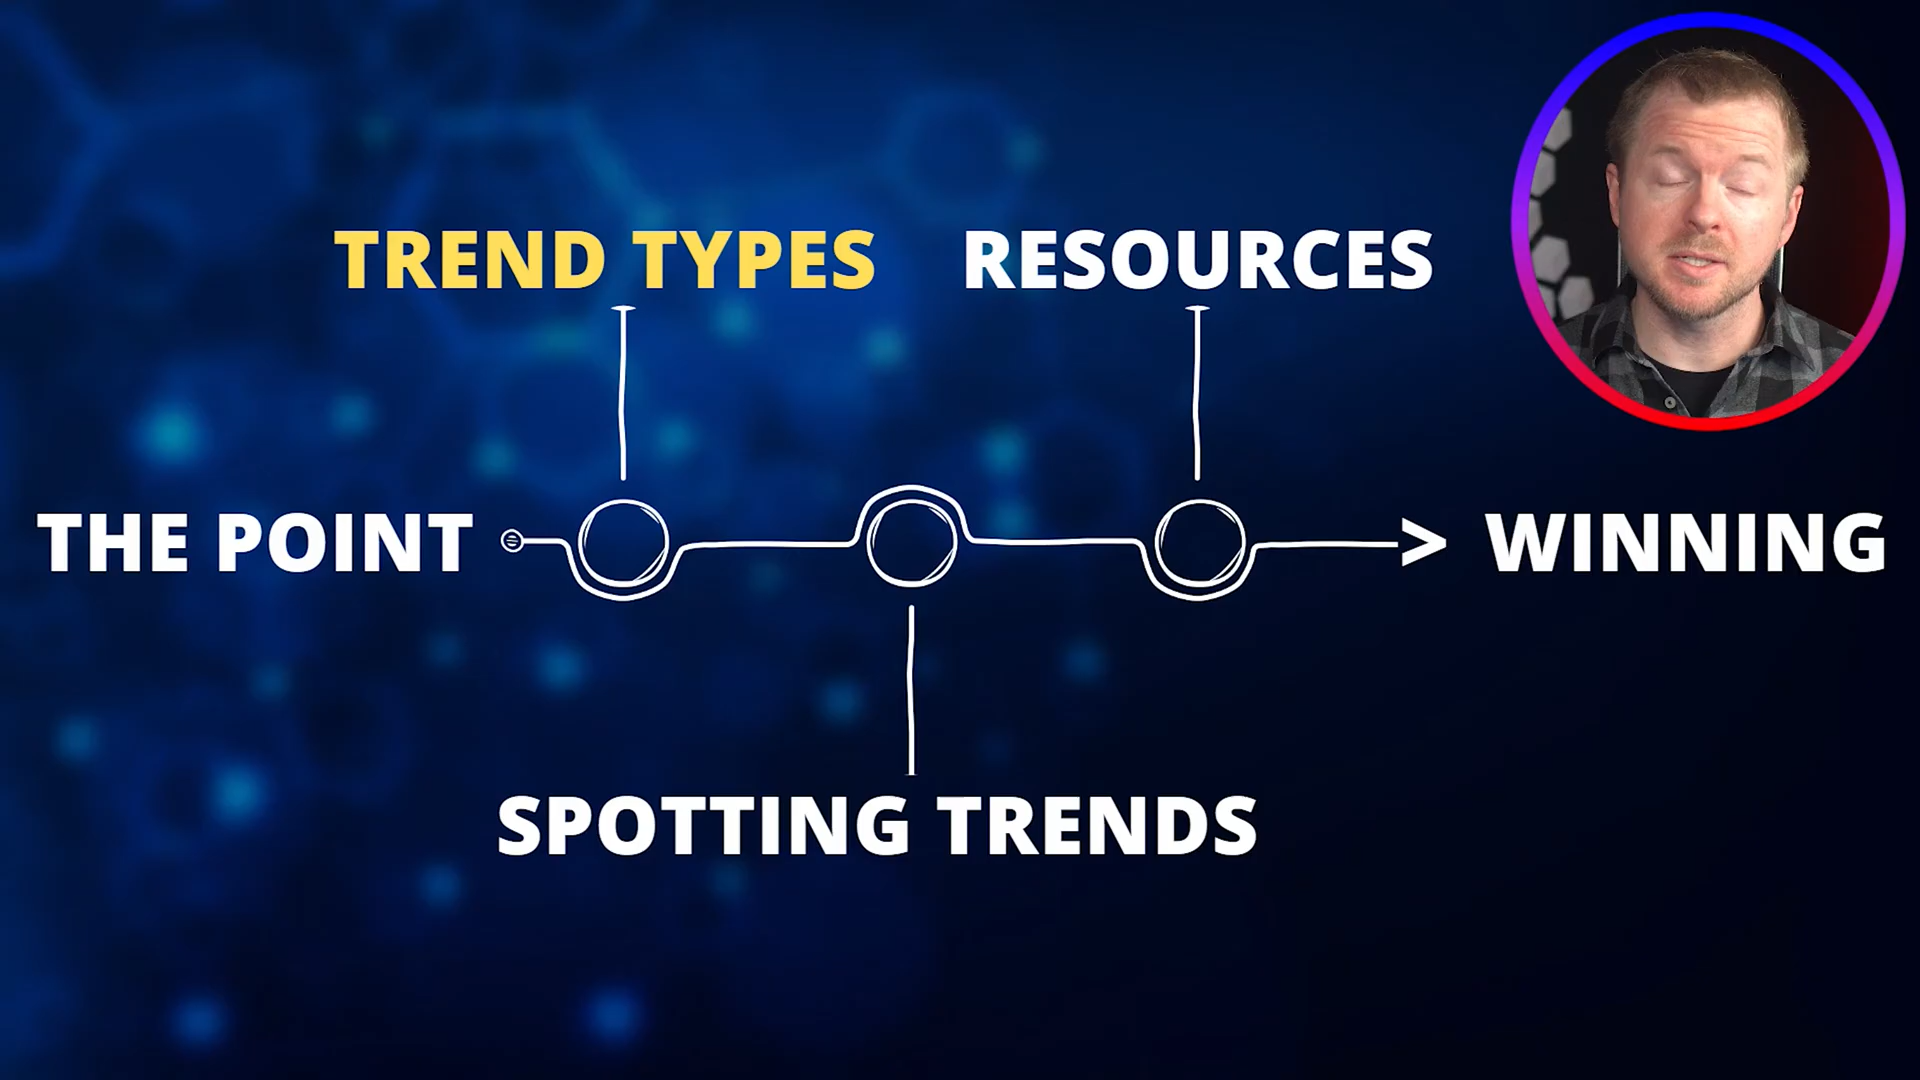 TREND TYPES
RESOURCES
THE POINT
WINNING
SPOTTING TRENDS